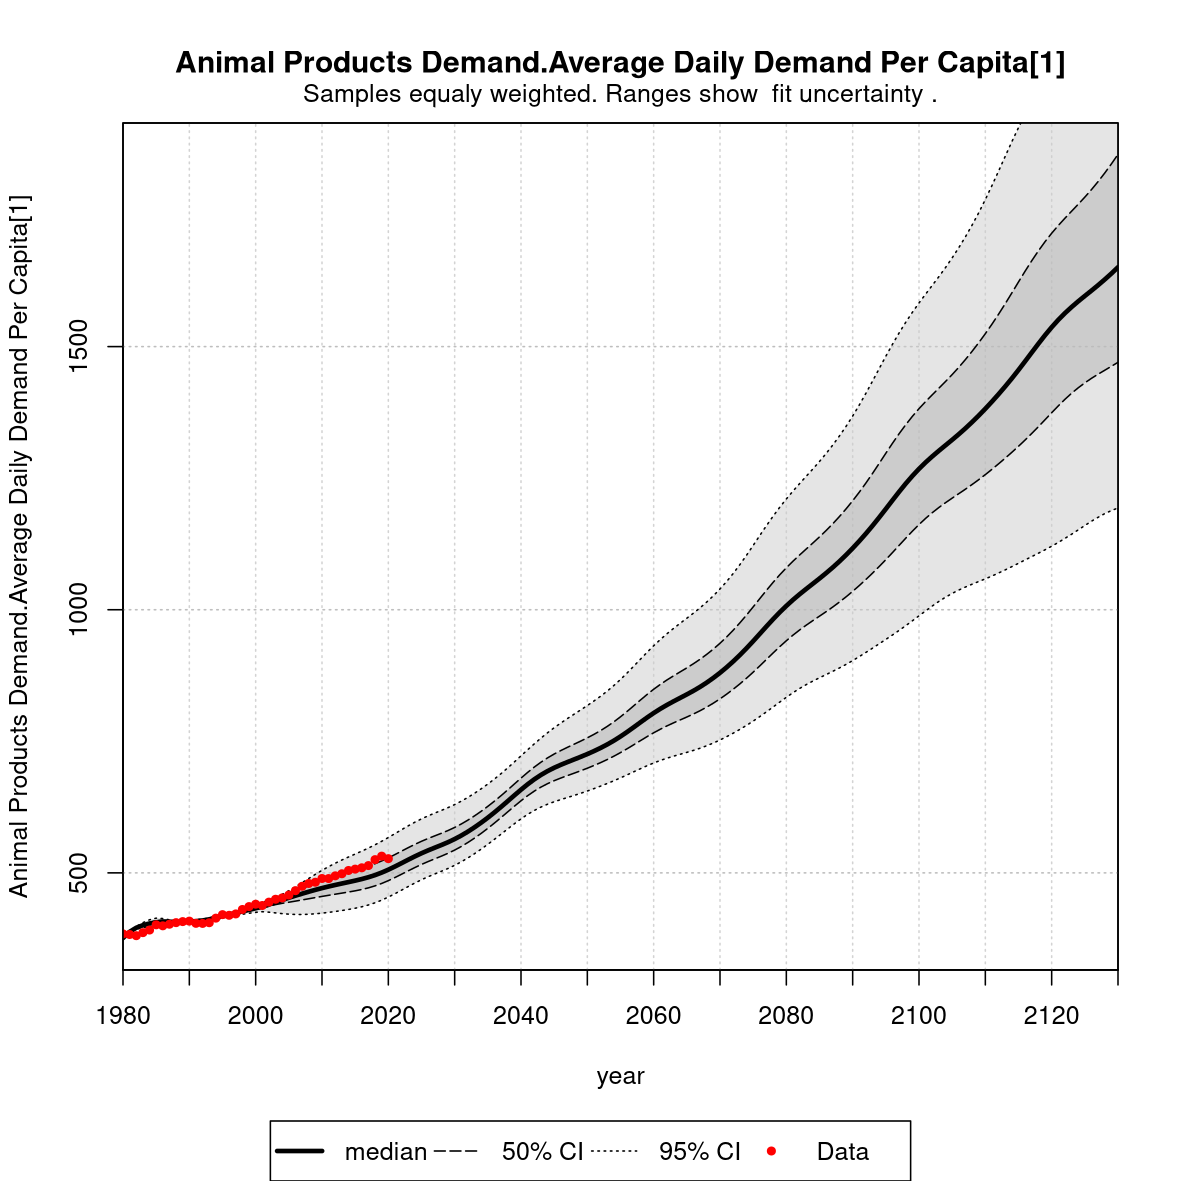 Animal Products Demand.Average Daily Demand Per Capita[1]
Samples equaly weighted. Ranges show  fit uncertainty .
Animal Products Demand.Average Daily Demand Per Capita[1]
1500
1000
500
1980 2000 2020 2040 2060 2080 2100 2120
year
median 50% CI 95% CI Data